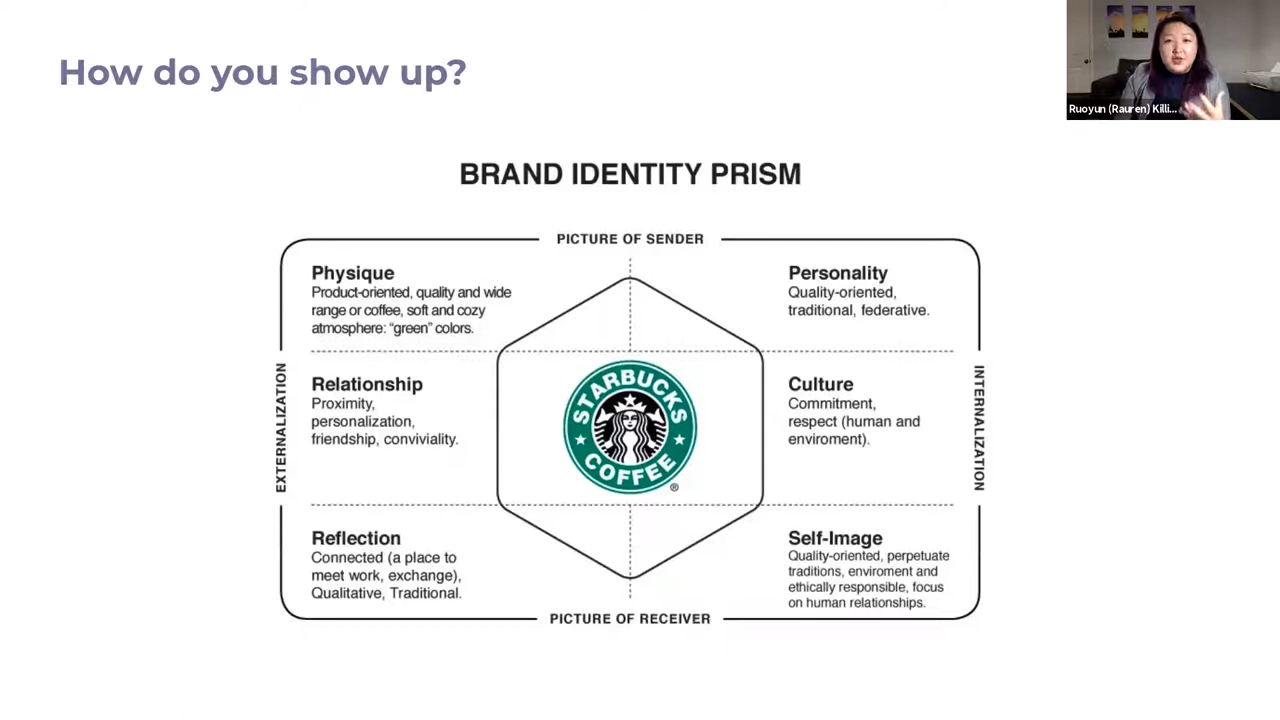 How do you show up?
Ruoyun (Rauren) Killi...
BRAND IDENTITY PRISM
PICTURE OF SENDER
Physique
Product-oriented, quality and wide
range or coffee, soft and cozy
atmosphere: “green” colors.
Personality
Quality-oriented,
traditional, federative.
EXTERNALIZATION
Relationship
Proximity,
personalization,
friendship, conviviality.
STARBUCKS
COFFEE
®
Culture
Commitment,
respect (human and
enviroment).
INTERNALIZATION
Reflection
Connected (a place to
meet work, exchange),
Qualitative, Traditional.
Self-Image
Quality-oriented, perpetuate
traditions, enviroment and
ethically responsible, focus
on human relationships.
PICTURE OF RECEIVER